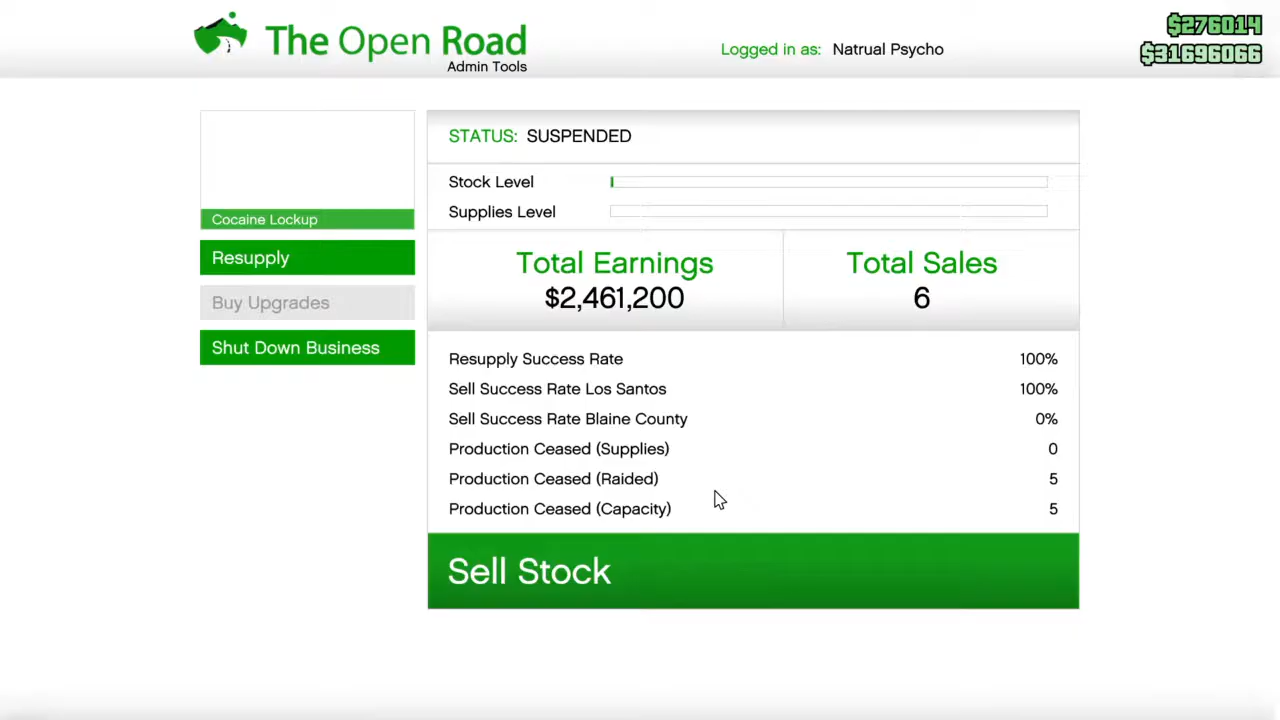 The Open Road
Admin Tools
Logged in as: Natrual Psycho
$276014
$31696066
Cocaine Lockup
Resupply
Buy Upgrades
Shut Down Business
STATUS: SUSPENDED
Stock Level
Supplies Level
Total Earnings
$2,461,200
Total Sales
6
Resupply Success Rate 100%
Sell Success Rate Los Santos 100%
Sell Success Rate Blaine County 0%
Production Ceased (Supplies) 0
Production Ceased (Raided) 5
Production Ceased (Capacity) 5
Sell Stock